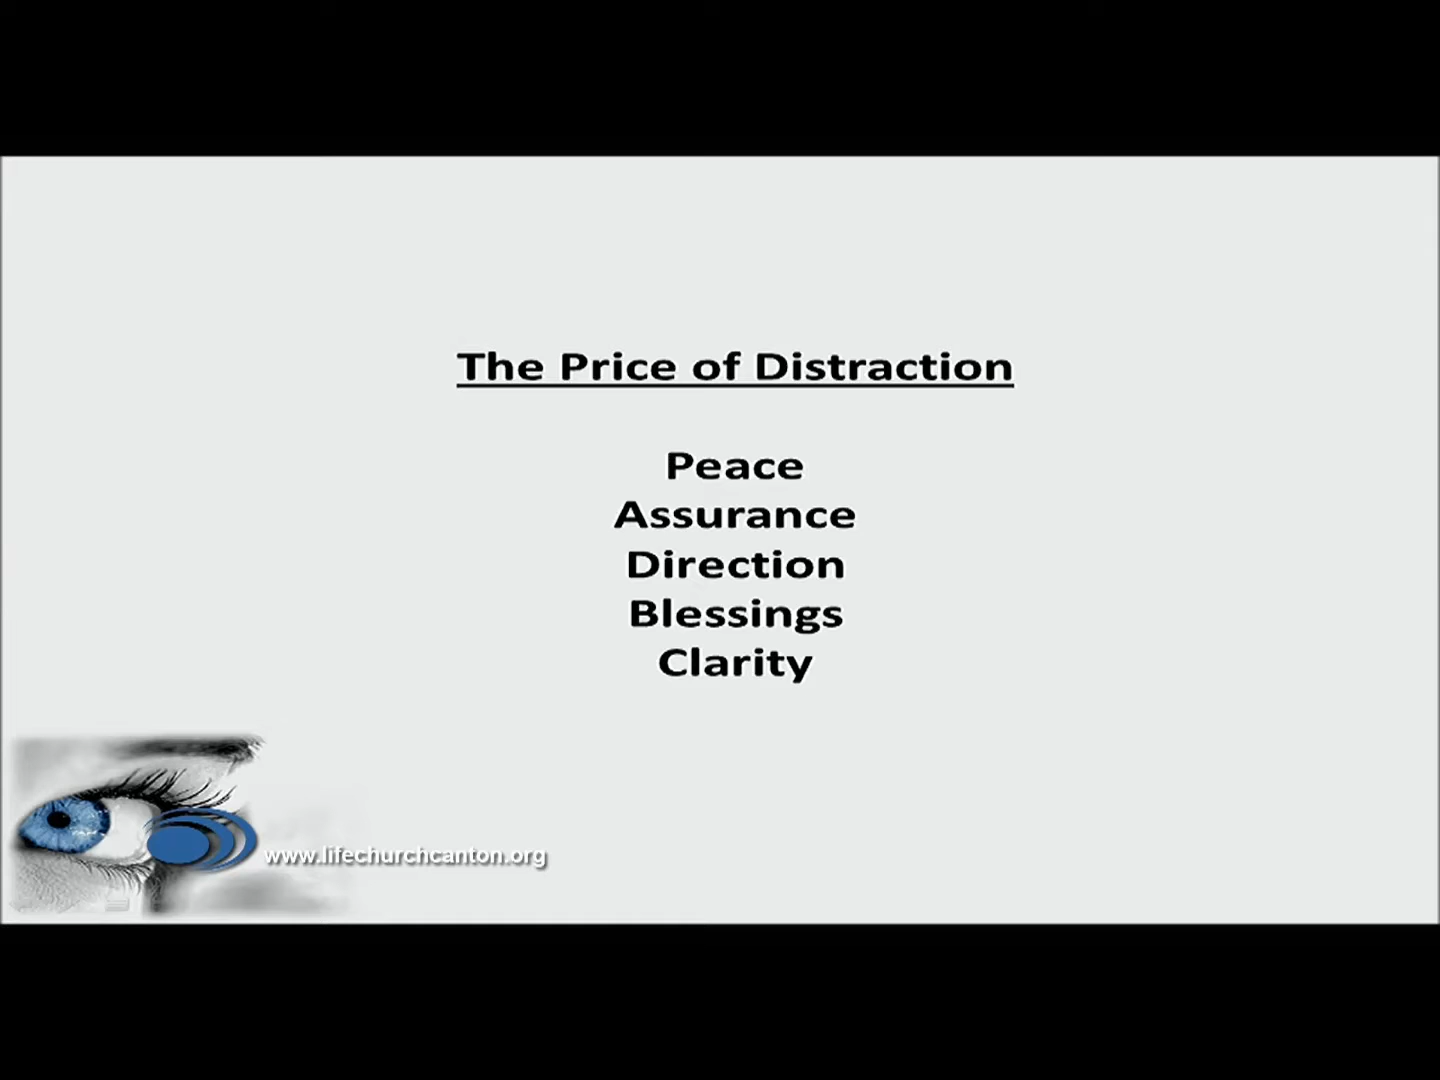 The Price of Distraction
Peace
Assurance
Direction
Blessings
Clarity
www.lifechurchcanton.org